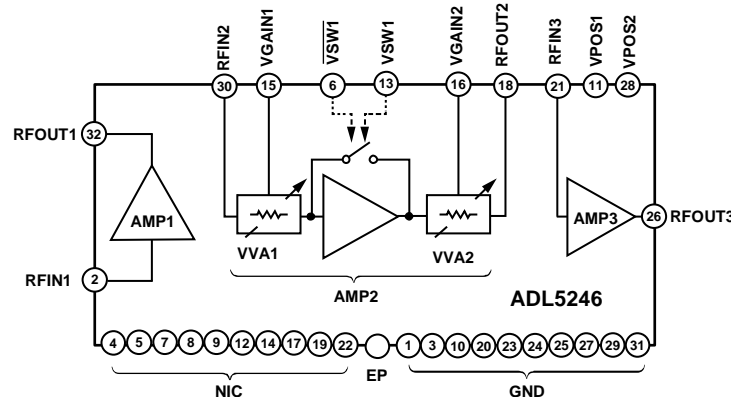 RFIN2
VGAIN1
VSW1
VSW1
VGAIN2
RFOUT2
RFIN3
VPOS1
VPOS2
30
15
6
13
16
18
21
11
28
RFOUT1
32
AMP1
RFIN1
2
VVA1
VVA2
AMP2
AMP3
26
RFOUT3
ADL5246
4 5 7 8 9 12 14 17 19 22
1 3 10 20 23 24 25 27 29 31
NIC
EP
GND